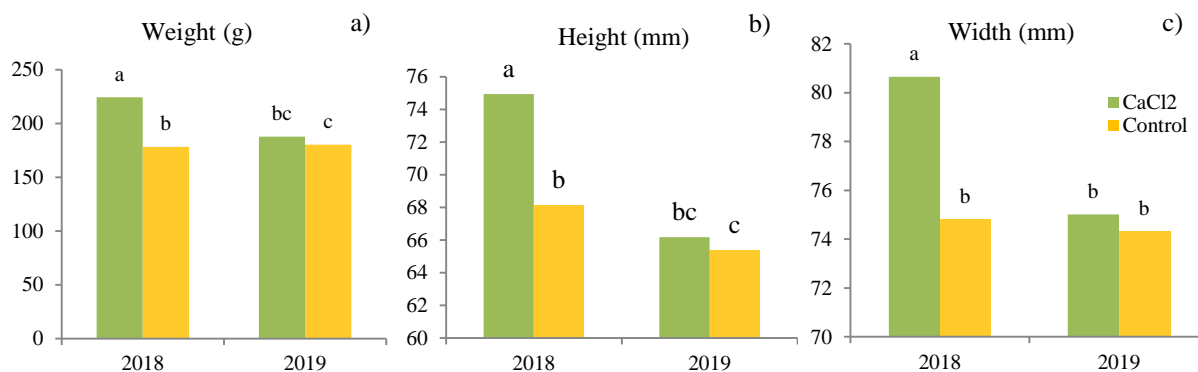 Weight (g) a)
250
200
150
100
50
0
a
b
bc
c
2018 2019
Height (mm) b)
76
74
72
70
68
66
64
62
60
a
b
bc
c
2018 2019
Width (mm) c)
82
80
78
76
74
72
70
a
b
b
b
CaCl2
Control
2018 2019